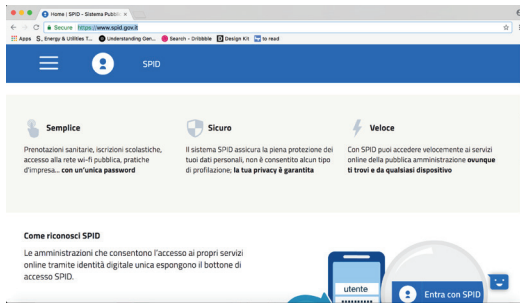 Home | SPID - Sistema Pubblic
Secure https://www.spid.gov.it
Apps S. Energy & Utilities T... Understanding Gen... Search - Dribbble Design Kit to read
SPID
Semplice
Prenotazioni sanitarie, iscrizioni scolastiche,
accesso alla rete wi-fi pubblica, pratiche
d'impresa... con un'unica password
Sicuro
Il sistema SPID assicura la piena protezione dei
tuoi dati personali, non è consentito alcun tipo
di profilazione; la tua privacy è garantita
Veloce
Con SPID puoi accedere velocemente ai servizi
online della pubblica amministrazione ovunque
ti trovi e da qualsiasi dispositivo
Come riconosci SPID
Le amministrazioni che consentono l'accesso ai propri servizi
online tramite identità digitale unica espongono il bottone di
accesso SPID.
utente
**********
Entra con SPID